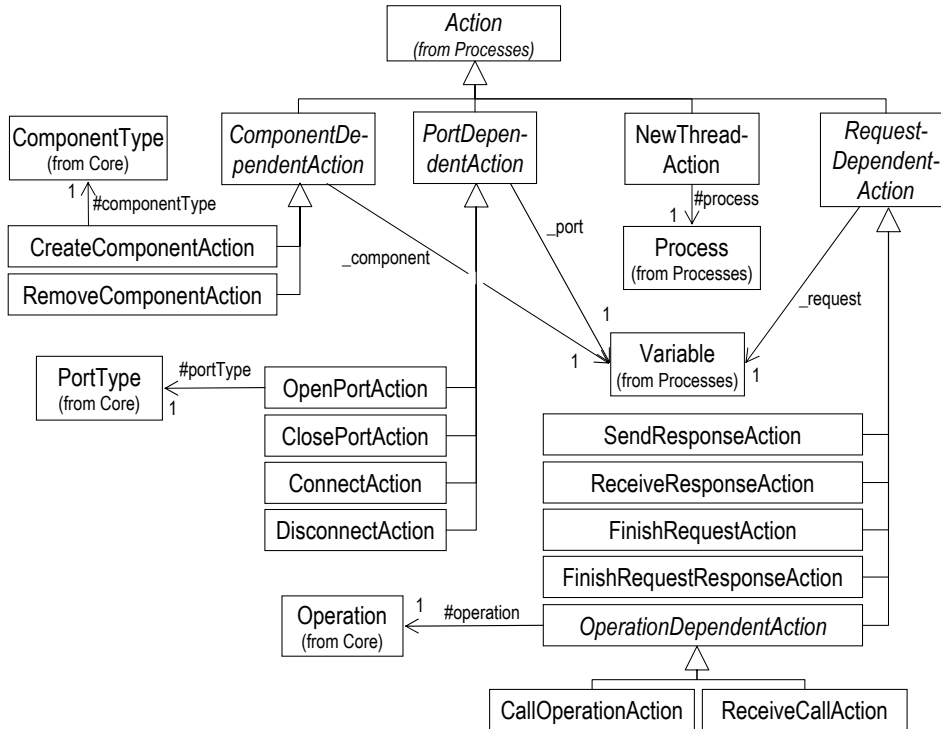 Action
(from Processes)
ComponentType
(from Core)
ComponentDe-
pendentAction
PortDepen-
dentAction
NewThread-
Action
Request-
Dependent-
Action
1
#componentType
#process
1
CreateComponentAction
_component
_port
Process
(from Processes)
RemoveComponentAction
_request
1
1
Variable
(from Processes)
1
PortType
(from Core)
#portType
1
OpenPortAction
ClosePortAction
SendResponseAction
ConnectAction
ReceiveResponseAction
DisconnectAction
FinishRequestAction
FinishRequestResponseAction
Operation
(from Core)
1
#operation
OperationDependentAction
CallOperationAction
ReceiveCallAction